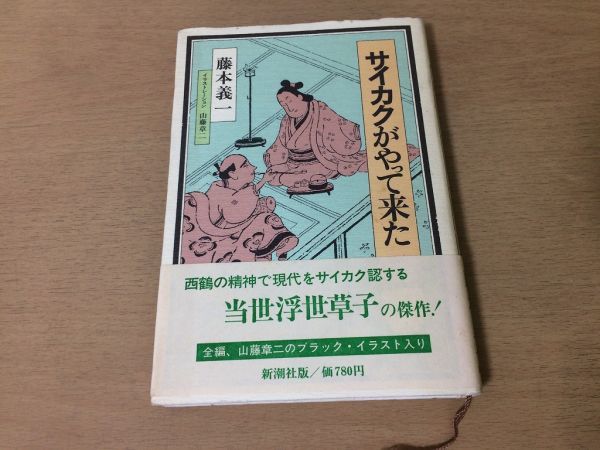 サイカクがやって来た
藤本義一
イラストレーション 山藤章二
西鶴の精神で現代をサイカク認する
当世浮世草子の傑作!
全編、山藤章二のブラック・イラスト入り
新潮社版/価780円